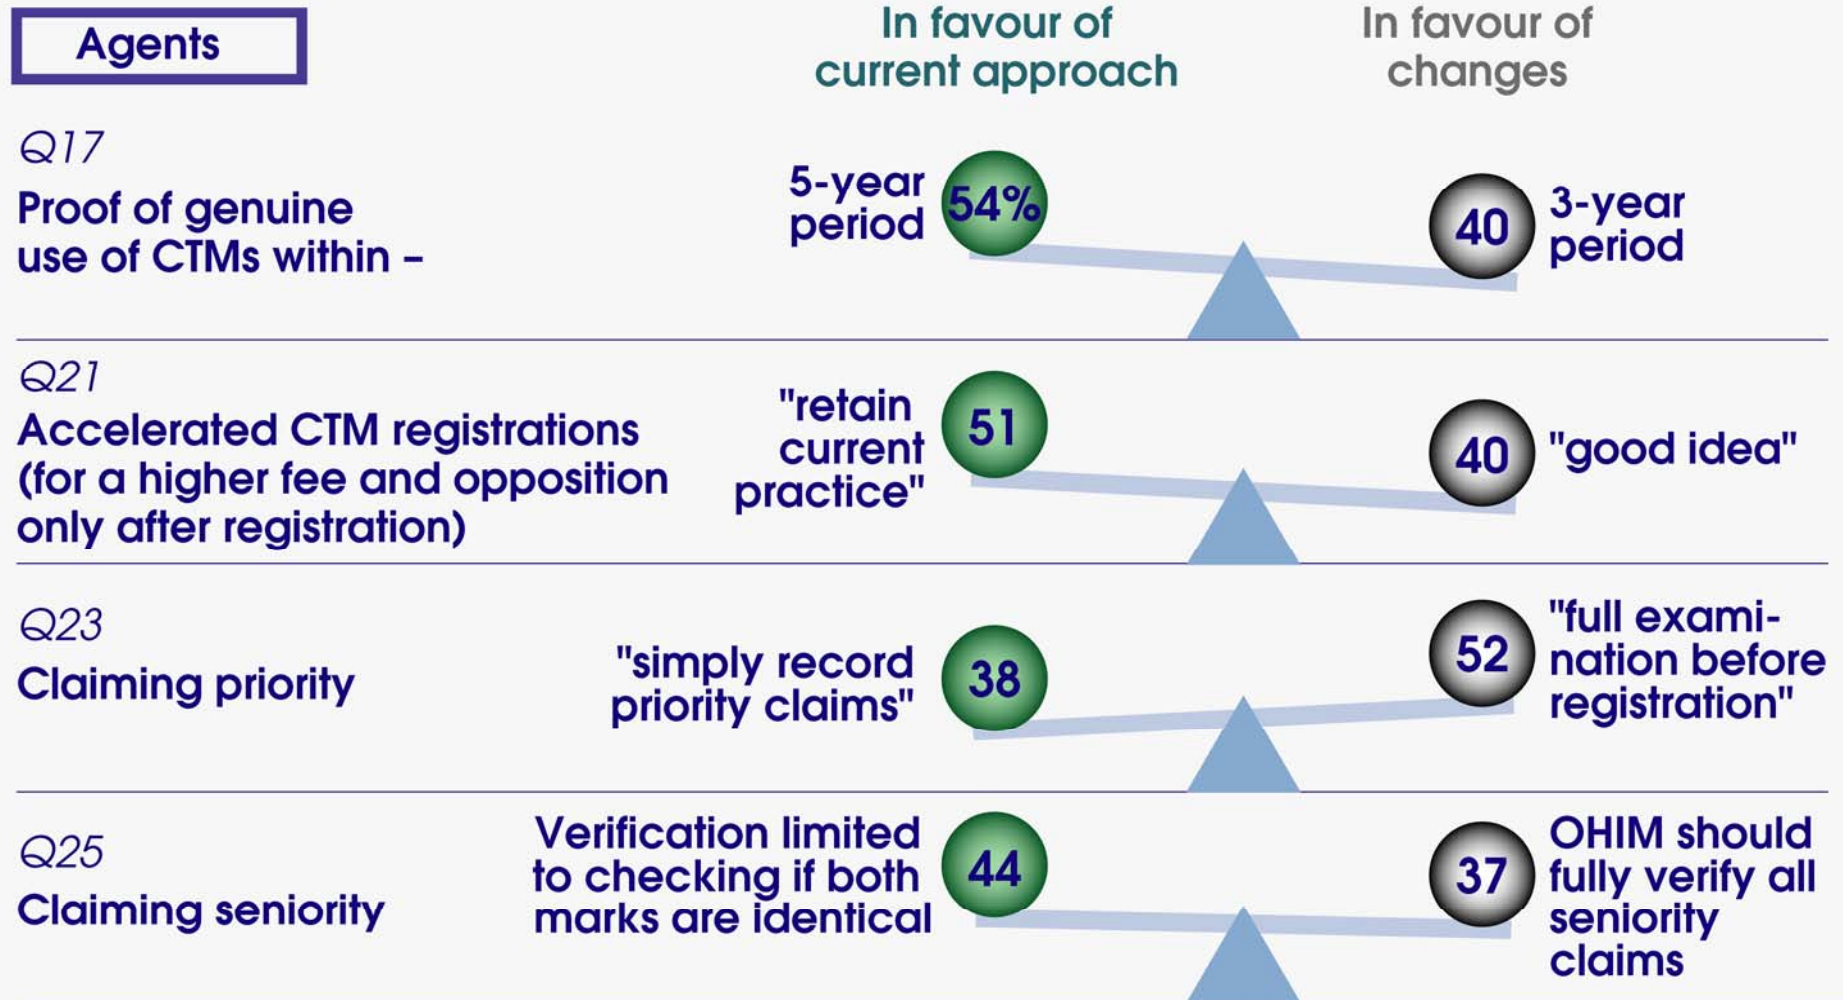 Agents
In favour of
current approach
In favour of
changes
Q17
Proof of genuine
use of CTMs within –
5-year
period
54%
40
3-year
period
Q21
Accelerated CTM registrations
(for a higher fee and opposition
only after registration)
"retain
current
practice"
51
40
"good idea"
Q23
Claiming priority
"simply record
priority claims"
38
52
"full exami-
nation before
registration"
Q25
Claiming seniority
Verification limited
to checking if both
marks are identical
44
37
OHIM should
fully verify all
seniority
claims